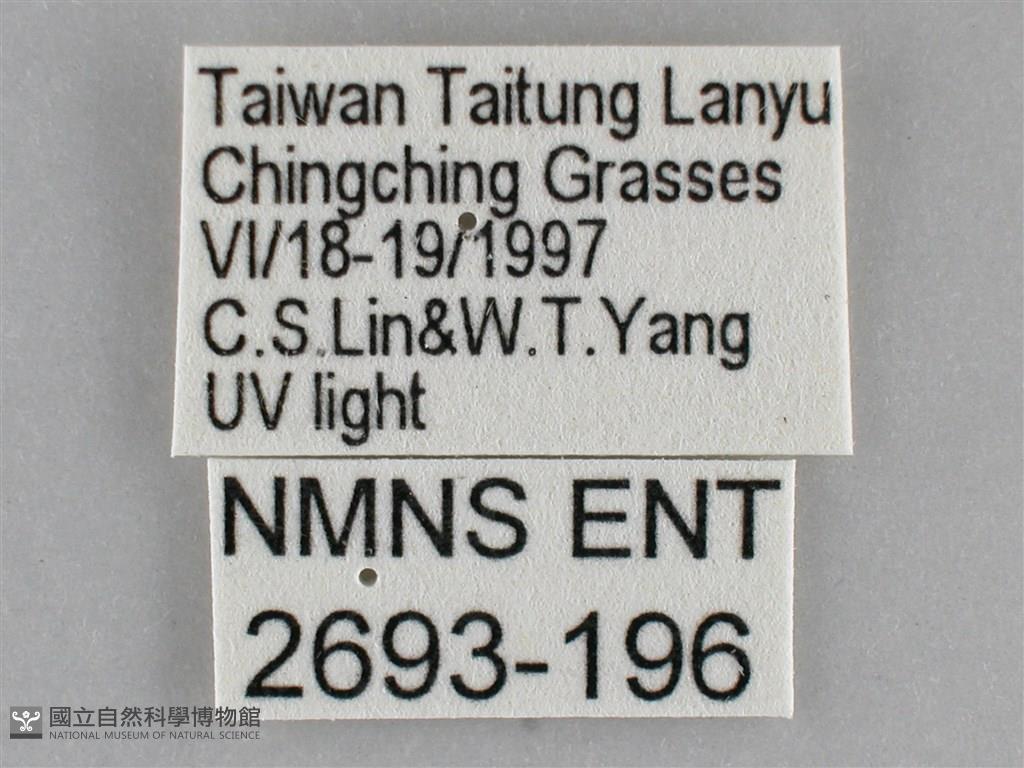 Taiwan Taitung Lanyu
Chingching Grasses
VI/18-19/1997
C.S.Lin&W.T.Yang
UV light
NMNS ENT
2693-196
國立自然科學博物館
NATIONAL MUSEUM OF NATURAL SCIENCE